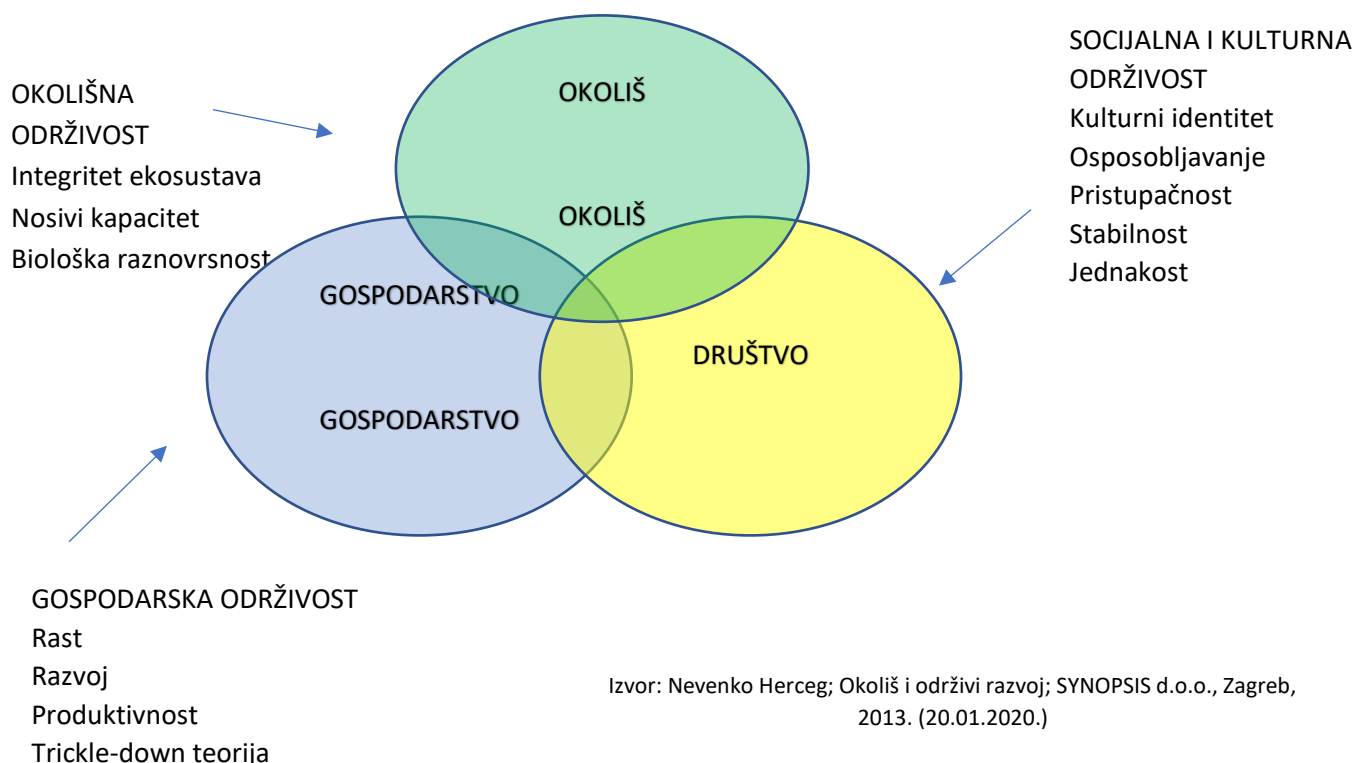 OKOLIŠNA
ODRŽIVOST
Integritet ekosustava
Nosivi kapacitet
Biološka raznovrsnost
OKOLIŠ
OKOLIŠ
GOSPODARSTVO
GOSPODARSTVO
DRUŠTVO
SOCIJALNA I KULTURNA
ODRŽIVOST
Kulturni identitet
Osposobljavanje
Pristupačnost
Stabilnost
Jednakost
GOSPODARSKA ODRŽIVOST
Rast
Razvoj
Produktivnost
Trickle-down teorija
Izvor: Nevenko Herceg; Okoliš i održivi razvoj; SYNOPSIS d.o.o., Zagreb,
2013. (20.01.2020.)